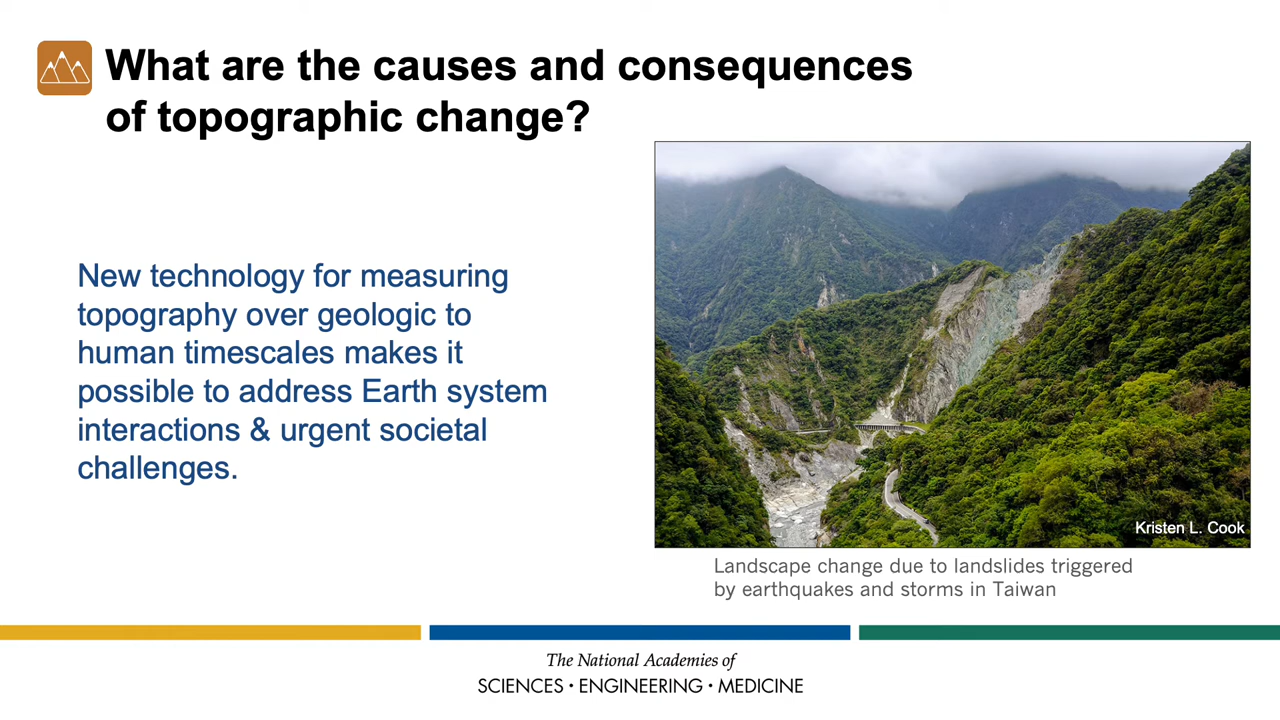 What are the causes and consequences
of topographic change?
New technology for measuring
topography over geologic to
human timescales makes it
possible to address Earth system
interactions & urgent societal
challenges.
Kristen L. Cook
Landscape change due to landslides triggered
by earthquakes and storms in Taiwan
The National Academies of
SCIENCES · ENGINEERING · MEDICINE